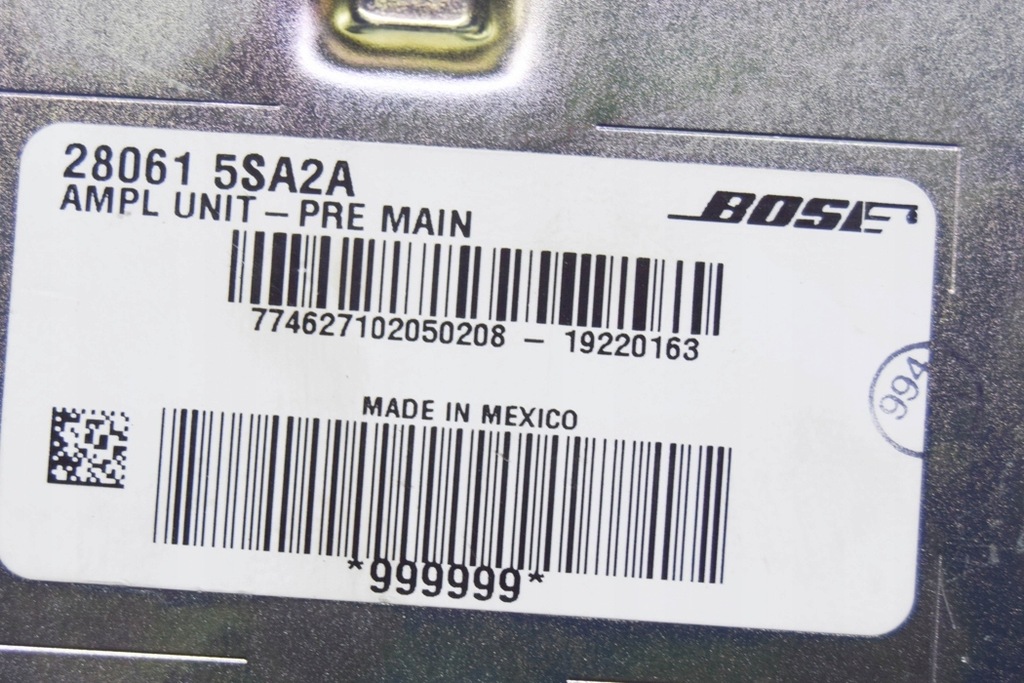 28061 5SA2A
AMPL UNIT – PRE MAIN
BOSE
774627102050208 – 19220163
994
MADE IN MEXICO
*999999*